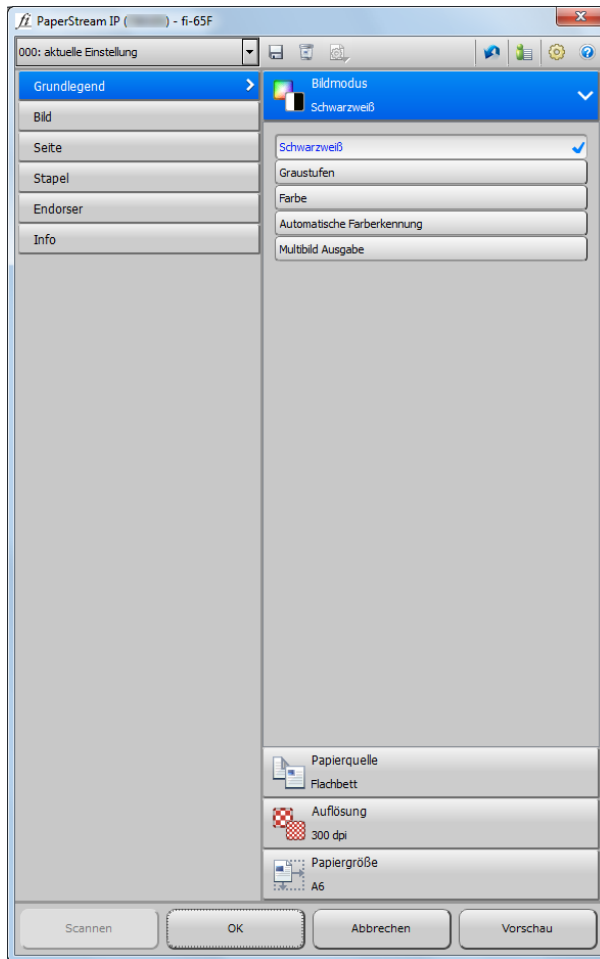 fi PaperStream IP ( ) - fi-65F
000: aktuelle Einstellung
Grundlegend
Bild
Seite
Stapel
Endorser
Info
Bildmodus
Schwarzweiß
Schwarzweiß
Graustufen
Farbe
Automatische Farberkennung
Multibild Ausgabe
Papierquelle
Flachbett
Auflösung
300 dpi
Papiergröße
A6
Scannen
OK
Abbrechen
Vorschau